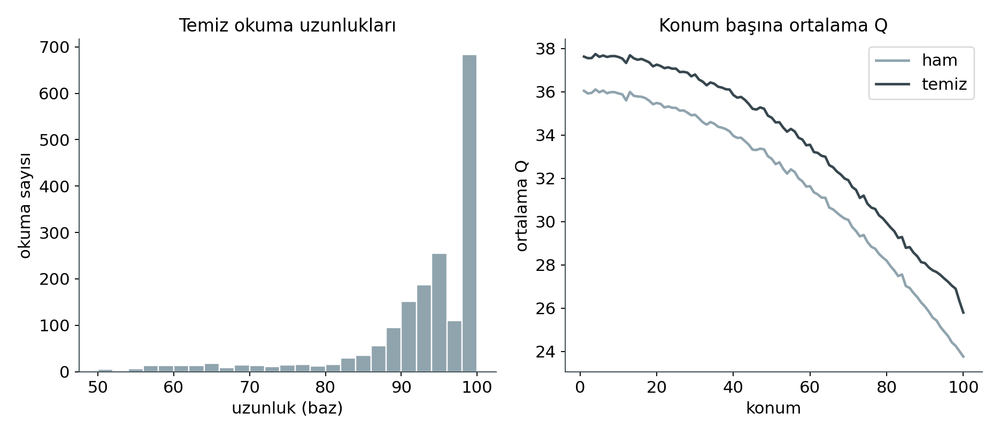 Temiz okuma uzunlukları
okuma sayısı
700
600
500
400
300
200
100
0
50 60 70 80 90 100
uzunluk (baz)
Konum başına ortalama Q
ortalama Q
38
36
34
32
30
28
26
24
0 20 40 60 80 100
konum
ham
temiz